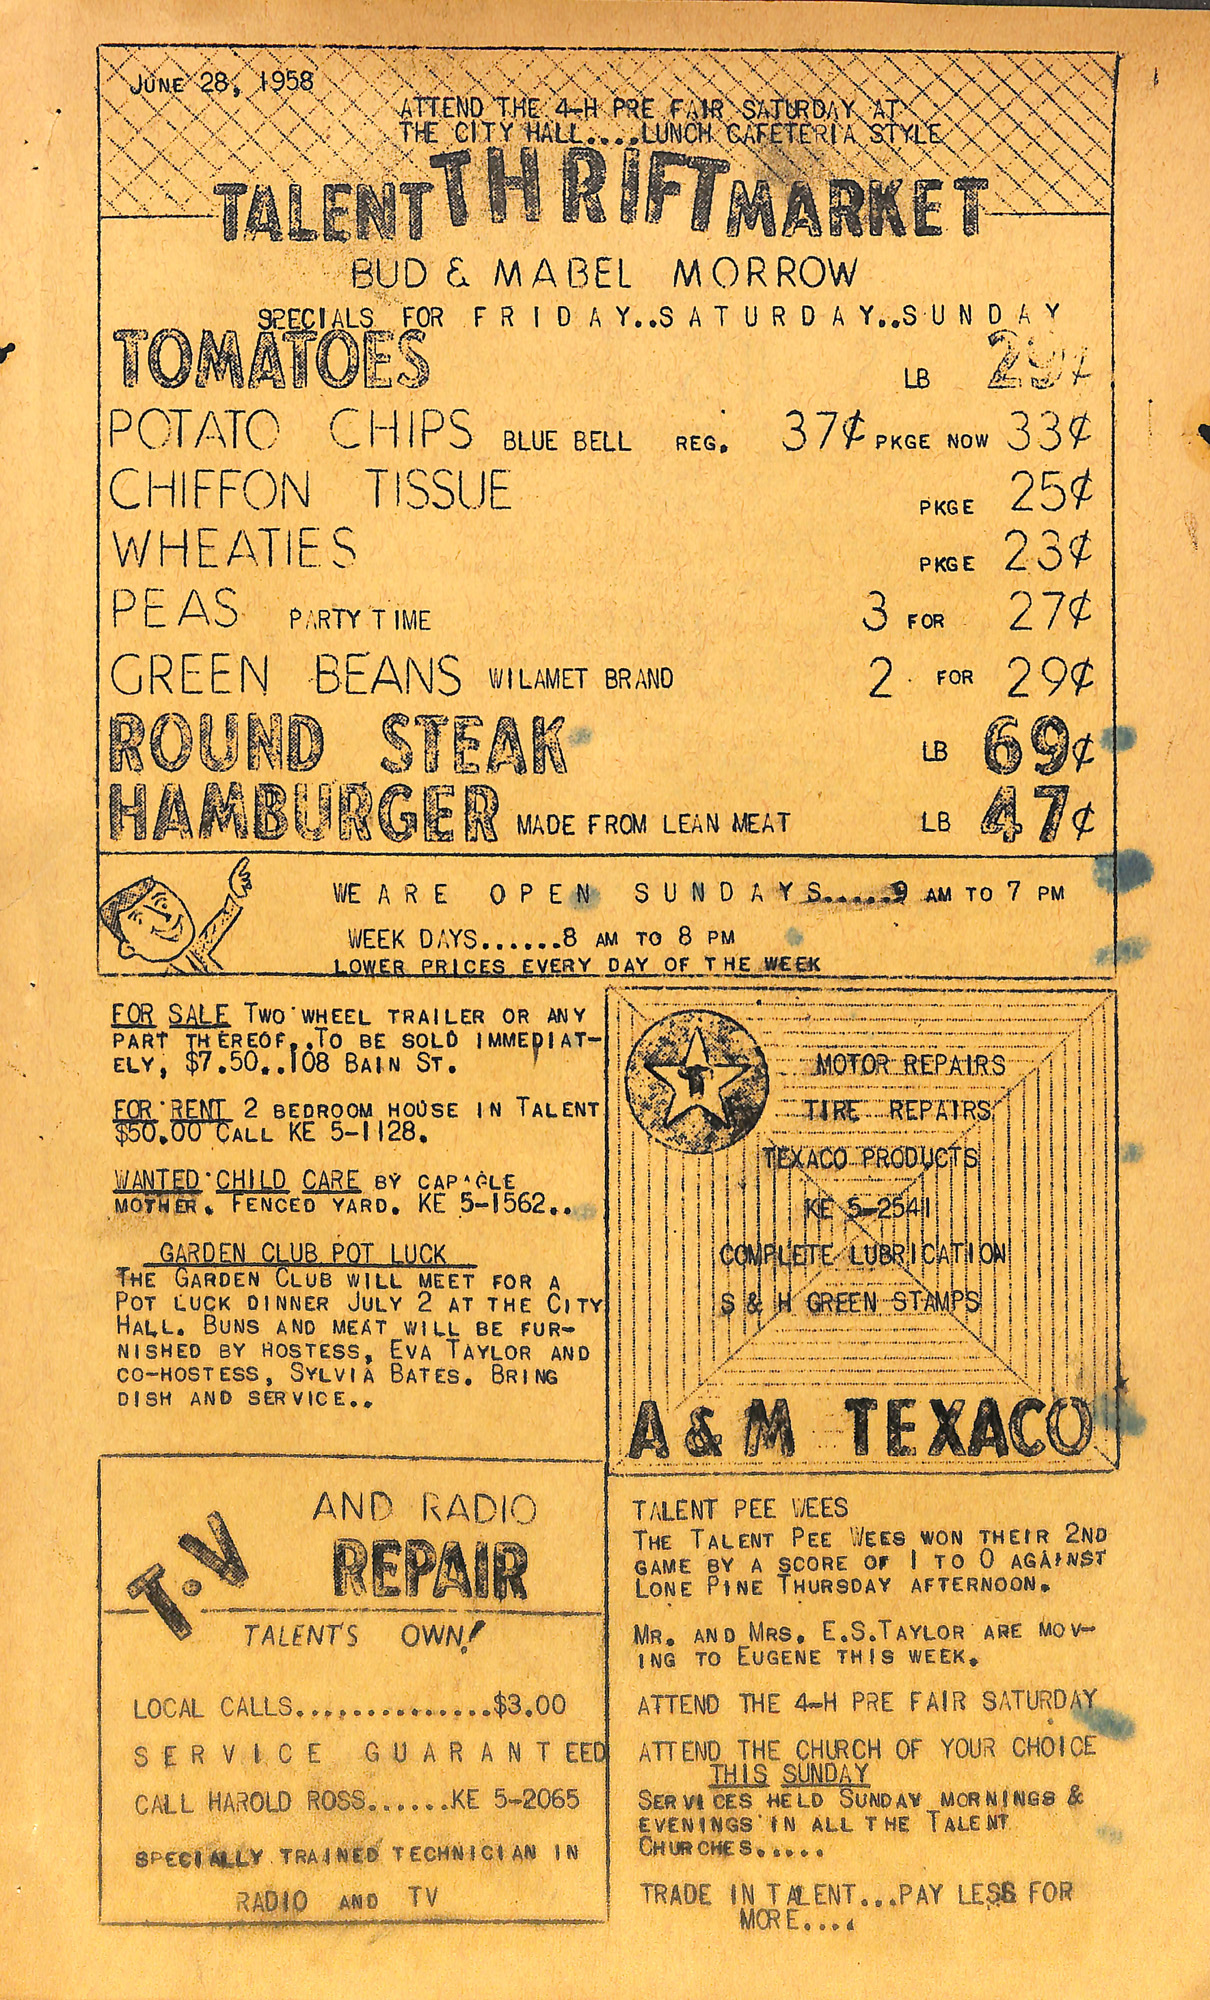 JUNE 28, 1958
ATTEND THE 4-H PRE FAIR SATURDAY AT
THE CITY HALL....LUNCH CAFETERIA STYLE
TALENT THRIFT MARKET
BUD & MABEL MORROW
SPECIALS FOR FRIDAY..SATURDAY..SUNDAY
TOMATOES LB 29¢
POTATO CHIPS BLUE BELL REG. 37¢ PKGE NOW 33¢
CHIFFON TISSUE PKGE 25¢
WHEATIES PKGE 23¢
PEAS PARTY TIME 3 FOR 27¢
GREEN BEANS WILAMET BRAND 2 FOR 29¢
ROUND STEAK LB 69¢
HAMBURGER MADE FROM LEAN MEAT LB 47¢
WE ARE OPEN SUNDAYS.....9 AM TO 7 PM
WEEK DAYS......8 AM TO 8 PM
LOWER PRICES EVERY DAY OF THE WEEK
FOR SALE TWO WHEEL TRAILER OR ANY
PART THEREOF..TO BE SOLD IMMEDIAT-
ELY, $7.50..108 BAIN ST.
FOR RENT 2 BEDROOM HOUSE IN TALENT
$50.00 CALL KE 5-1128.
WANTED CHILD CARE BY CAPABLE
MOTHER. FENCED YARD. KE 5-1562..
GARDEN CLUB POT LUCK
THE GARDEN CLUB WILL MEET FOR A
POT LUCK DINNER JULY 2 AT THE CITY
HALL. BUNS AND MEAT WILL BE FUR-
NISHED BY HOSTESS, EVA TAYLOR AND
CO-HOSTESS, SYLVIA BATES. BRING
DISH AND SERVICE..
T
MOTOR REPAIRS
TIRE REPAIRS
TEXACO PRODUCTS
KE 5-2541
COMPLETE LUBRICATION
S & H GREEN STAMPS
A & M TEXACO
T.V AND RADIO
REPAIR
TALENT'S OWN!
LOCAL CALLS..............$3.00
SERVICE GUARANTEED
CALL HAROLD ROSS......KE 5-2065
SPECIALLY TRAINED TECHNICIAN IN
RADIO AND TV
TALENT PEE WEES
THE TALENT PEE WEES WON THEIR 2ND
GAME BY A SCORE OF 1 TO 0 AGAINST
LONE PINE THURSDAY AFTERNOON.
MR. AND MRS. E.S.TAYLOR ARE MOV-
ING TO EUGENE THIS WEEK.
ATTEND THE 4-H PRE FAIR SATURDAY
ATTEND THE CHURCH OF YOUR CHOICE
THIS SUNDAY
SERVICES HELD SUNDAY MORNINGS &
EVENINGS IN ALL THE TALENT
CHURCHES.....
TRADE IN TALENT...PAY LESS FOR
MORE....